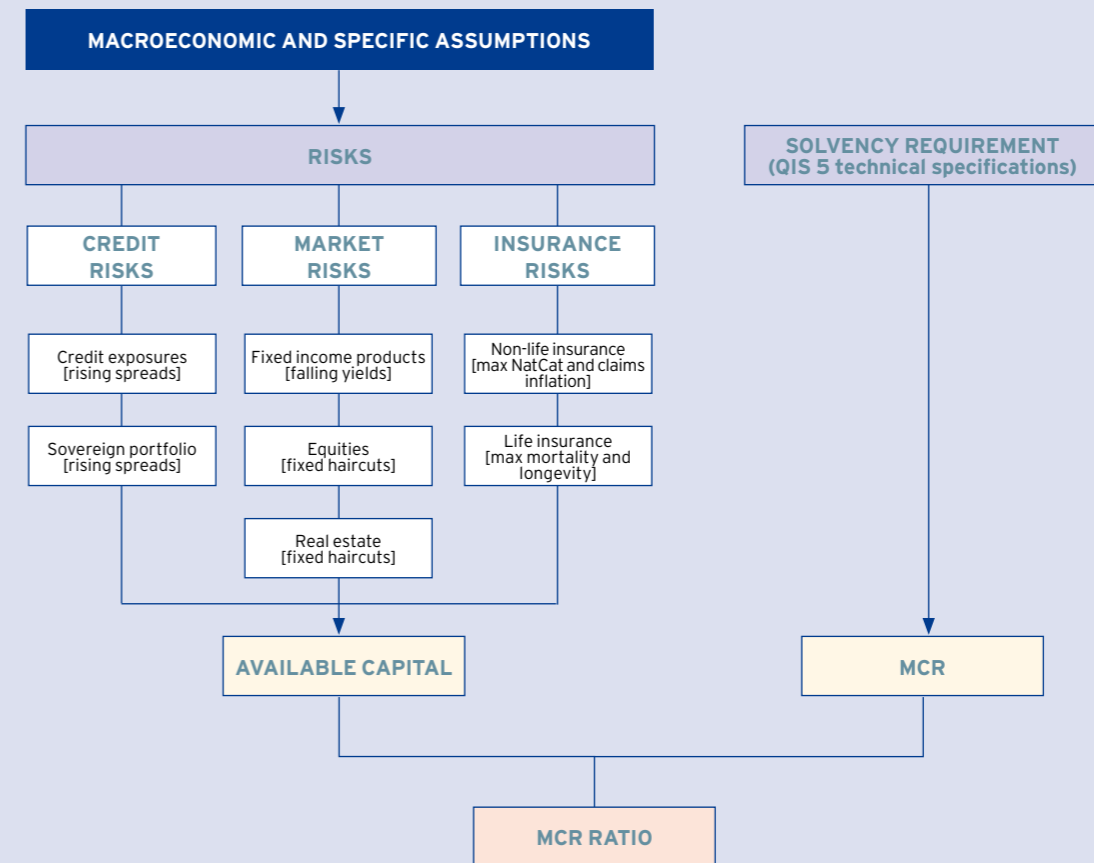 MACROECONOMIC AND SPECIFIC ASSUMPTIONS
RISKS
SOLVENCY REQUIREMENT
(QIS 5 technical specifications)
CREDIT
RISKS
MARKET
RISKS
INSURANCE
RISKS
Credit exposures
[rising spreads]
Fixed income products
[falling yields]
Non-life insurance
[max NatCat and claims
inflation]
Sovereign portfolio
[rising spreads]
Equities
[fixed haircuts]
Life insurance
[max mortality and
longevity]
Real estate
[fixed haircuts]
AVAILABLE CAPITAL
MCR
MCR RATIO